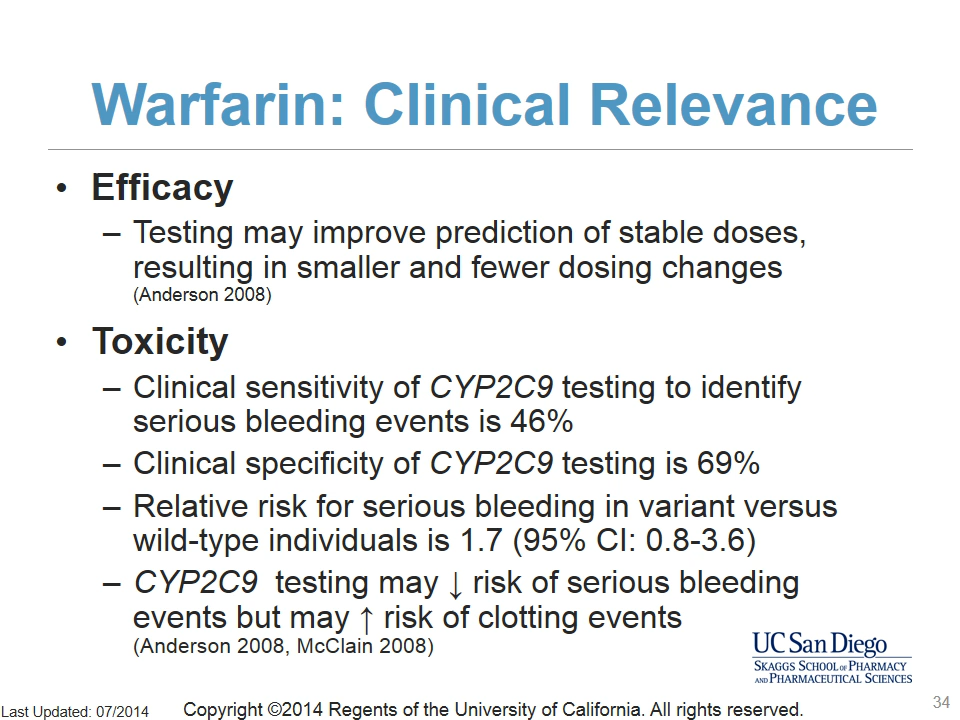 Warfarin: Clinical Relevance
• Efficacy
– Testing may improve prediction of stable doses,
resulting in smaller and fewer dosing changes
(Anderson 2008)
• Toxicity
– Clinical sensitivity of CYP2C9 testing to identify
serious bleeding events is 46%
– Clinical specificity of CYP2C9 testing is 69%
– Relative risk for serious bleeding in variant versus
wild-type individuals is 1.7 (95% CI: 0.8-3.6)
– CYP2C9 testing may ↓ risk of serious bleeding
events but may ↑ risk of clotting events
(Anderson 2008, McClain 2008)
UC San Diego
SKAGGS SCHOOL OF PHARMACY
AND PHARMACEUTICAL SCIENCES
Last Updated: 07/2014
Copyright ©2014 Regents of the University of California. All rights reserved.
34